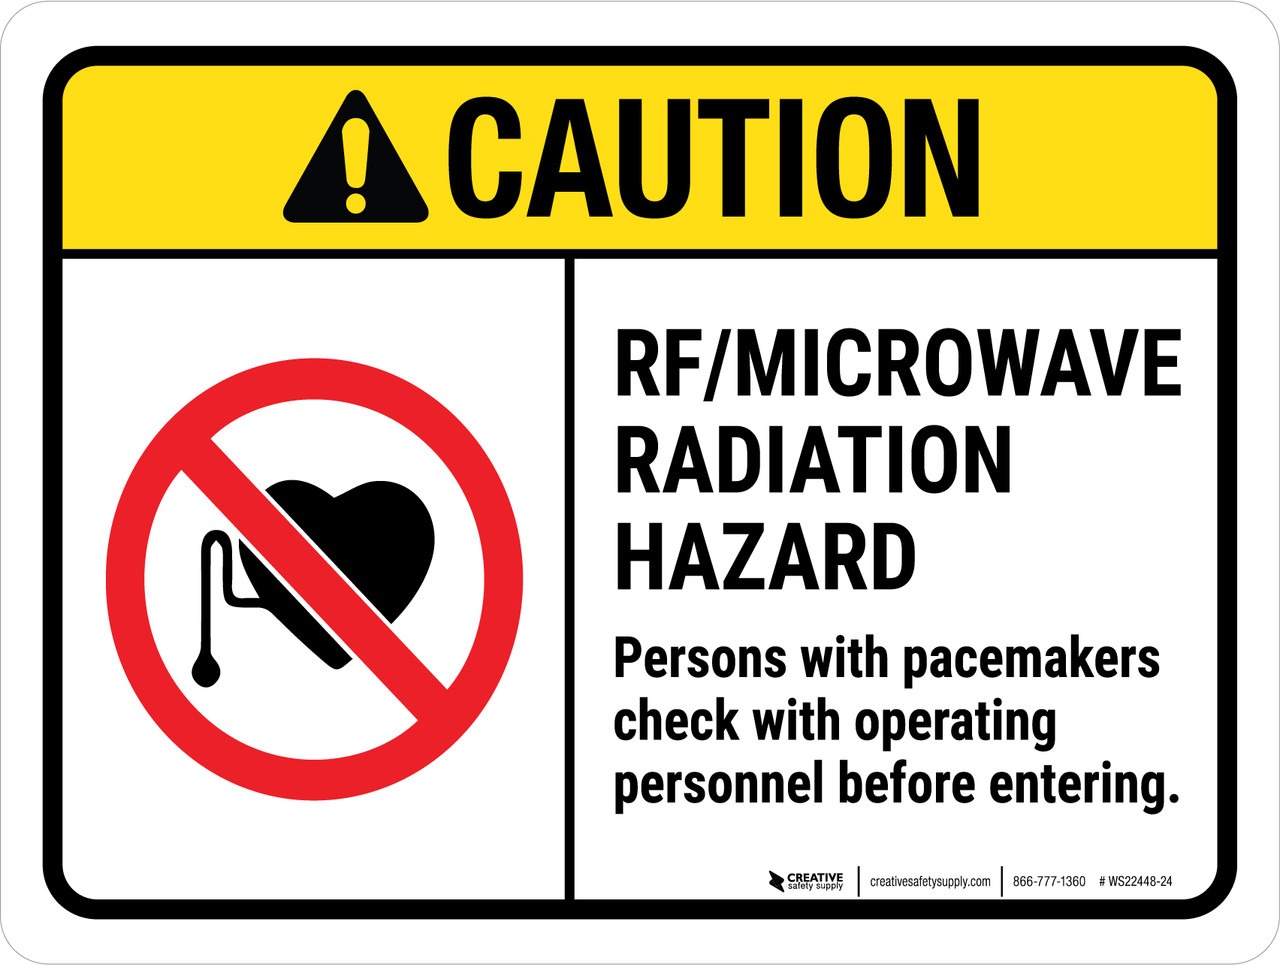 CAUTION
RF/MICROWAVE
RADIATION
HAZARD
Persons with pacemakers
check with operating
personnel before entering.
CREATIVE
safety supply
creativesafetysupply.com
866-777-1360
# WS22448-24